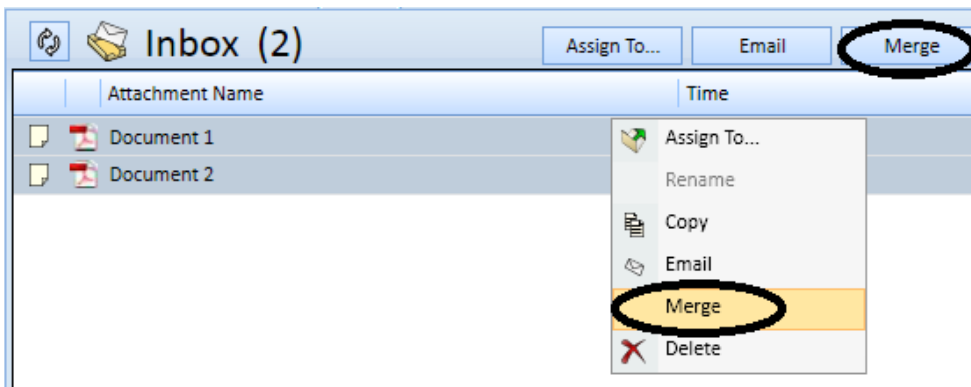 Inbox (2) Assign To... Email Merge
Attachment Name Time
Document 1
Document 2
Assign To...
Rename
Copy
Email
Merge
Delete